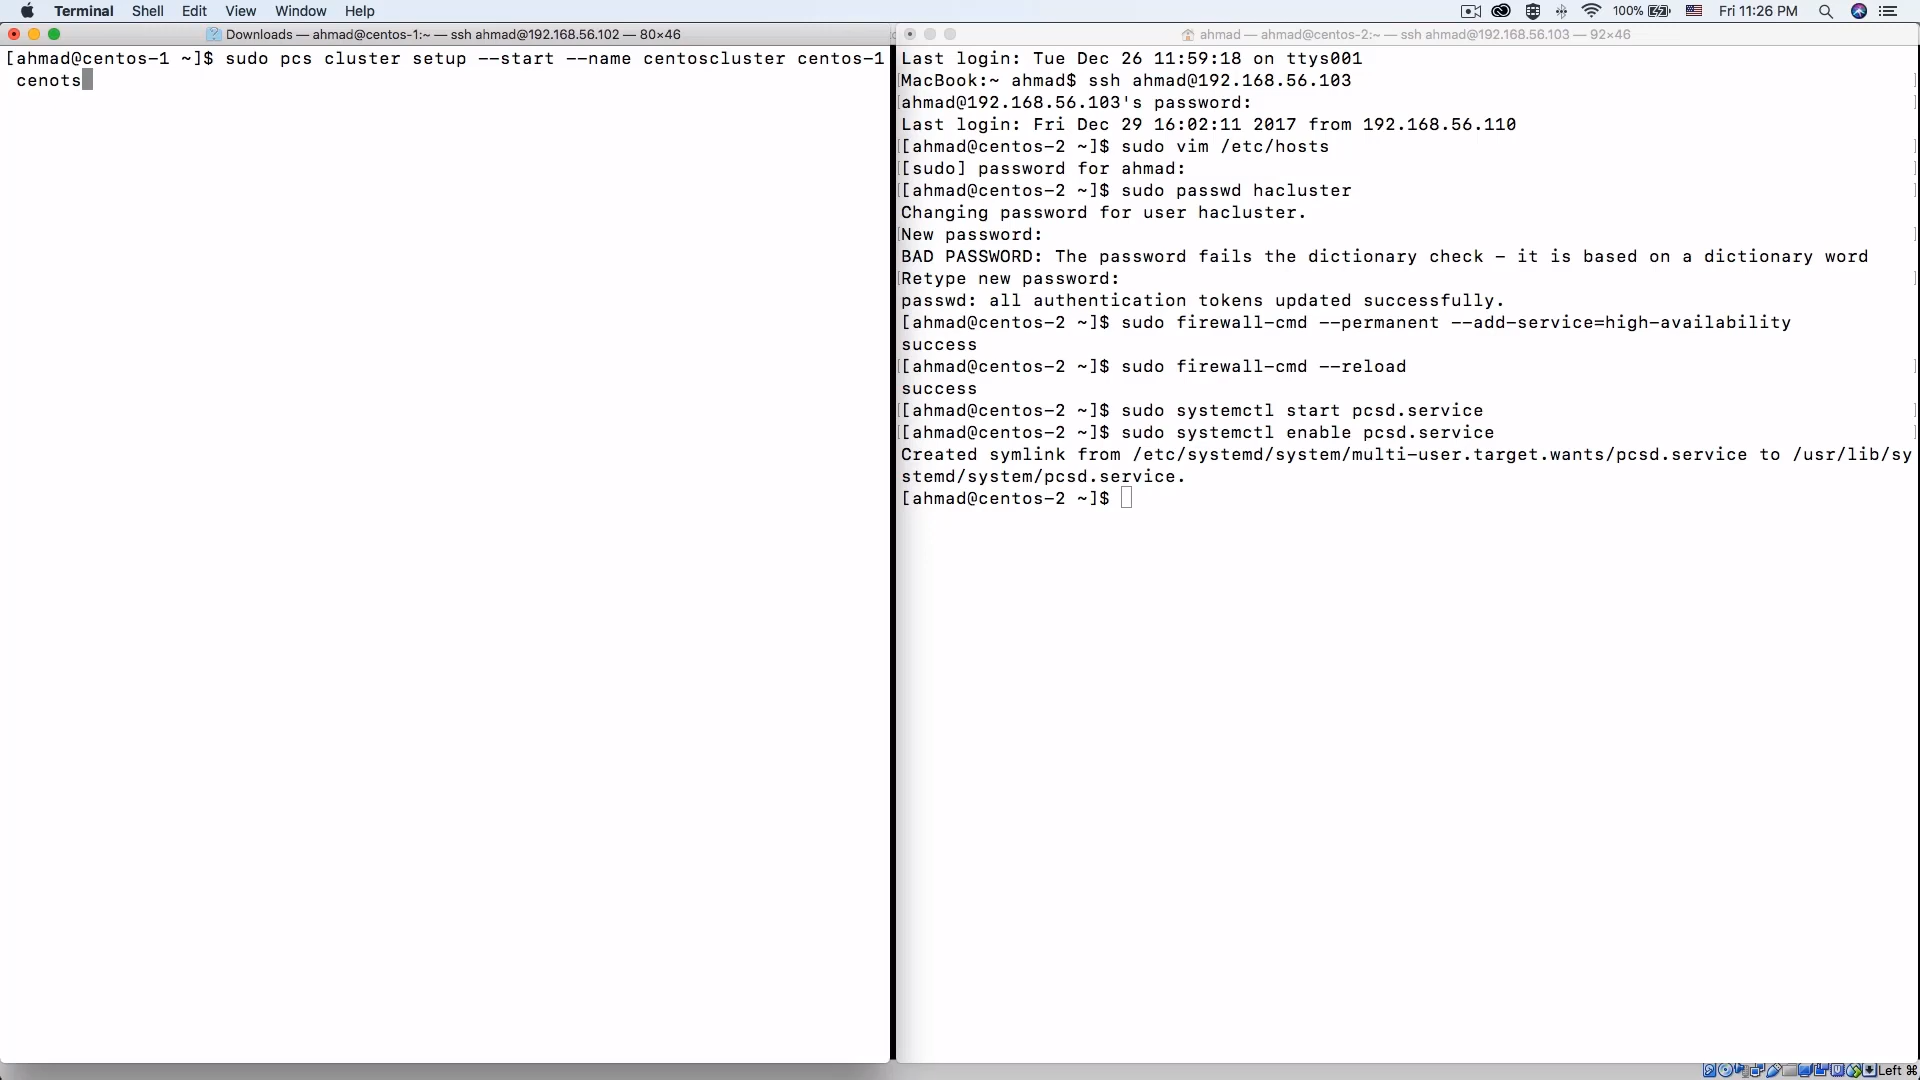 Terminal Shell Edit View Window Help
100% Fri 11:26 PM
Downloads — ahmad@centos-1:~ — ssh ahmad@192.168.56.102 — 80×46
[ahmad@centos-1 ~]$ sudo pcs cluster setup --start --name centoscluster centos-1
cenots
ahmad — ahmad@centos-2:~ — ssh ahmad@192.168.56.103 — 92×46
Last login: Tue Dec 26 11:59:18 on ttys001
[MacBook:~ ahmad$ ssh ahmad@192.168.56.103 ]
[ahmad@192.168.56.103's password: ]
Last login: Fri Dec 29 16:02:11 2017 from 192.168.56.110
[[ahmad@centos-2 ~]$ sudo vim /etc/hosts ]
[[sudo] password for ahmad: ]
[[ahmad@centos-2 ~]$ sudo passwd hacluster ]
Changing password for user hacluster.
[New password: ]
BAD PASSWORD: The password fails the dictionary check - it is based on a dictionary word
[Retype new password: ]
passwd: all authentication tokens updated successfully.
[[ahmad@centos-2 ~]$ sudo firewall-cmd --permanent --add-service=high-availability ]
success
[[ahmad@centos-2 ~]$ sudo firewall-cmd --reload ]
success
[[ahmad@centos-2 ~]$ sudo systemctl start pcsd.service ]
[[ahmad@centos-2 ~]$ sudo systemctl enable pcsd.service ]
Created symlink from /etc/systemd/system/multi-user.target.wants/pcsd.service to /usr/lib/sy
stemd/system/pcsd.service.
[ahmad@centos-2 ~]$
Left ⌘